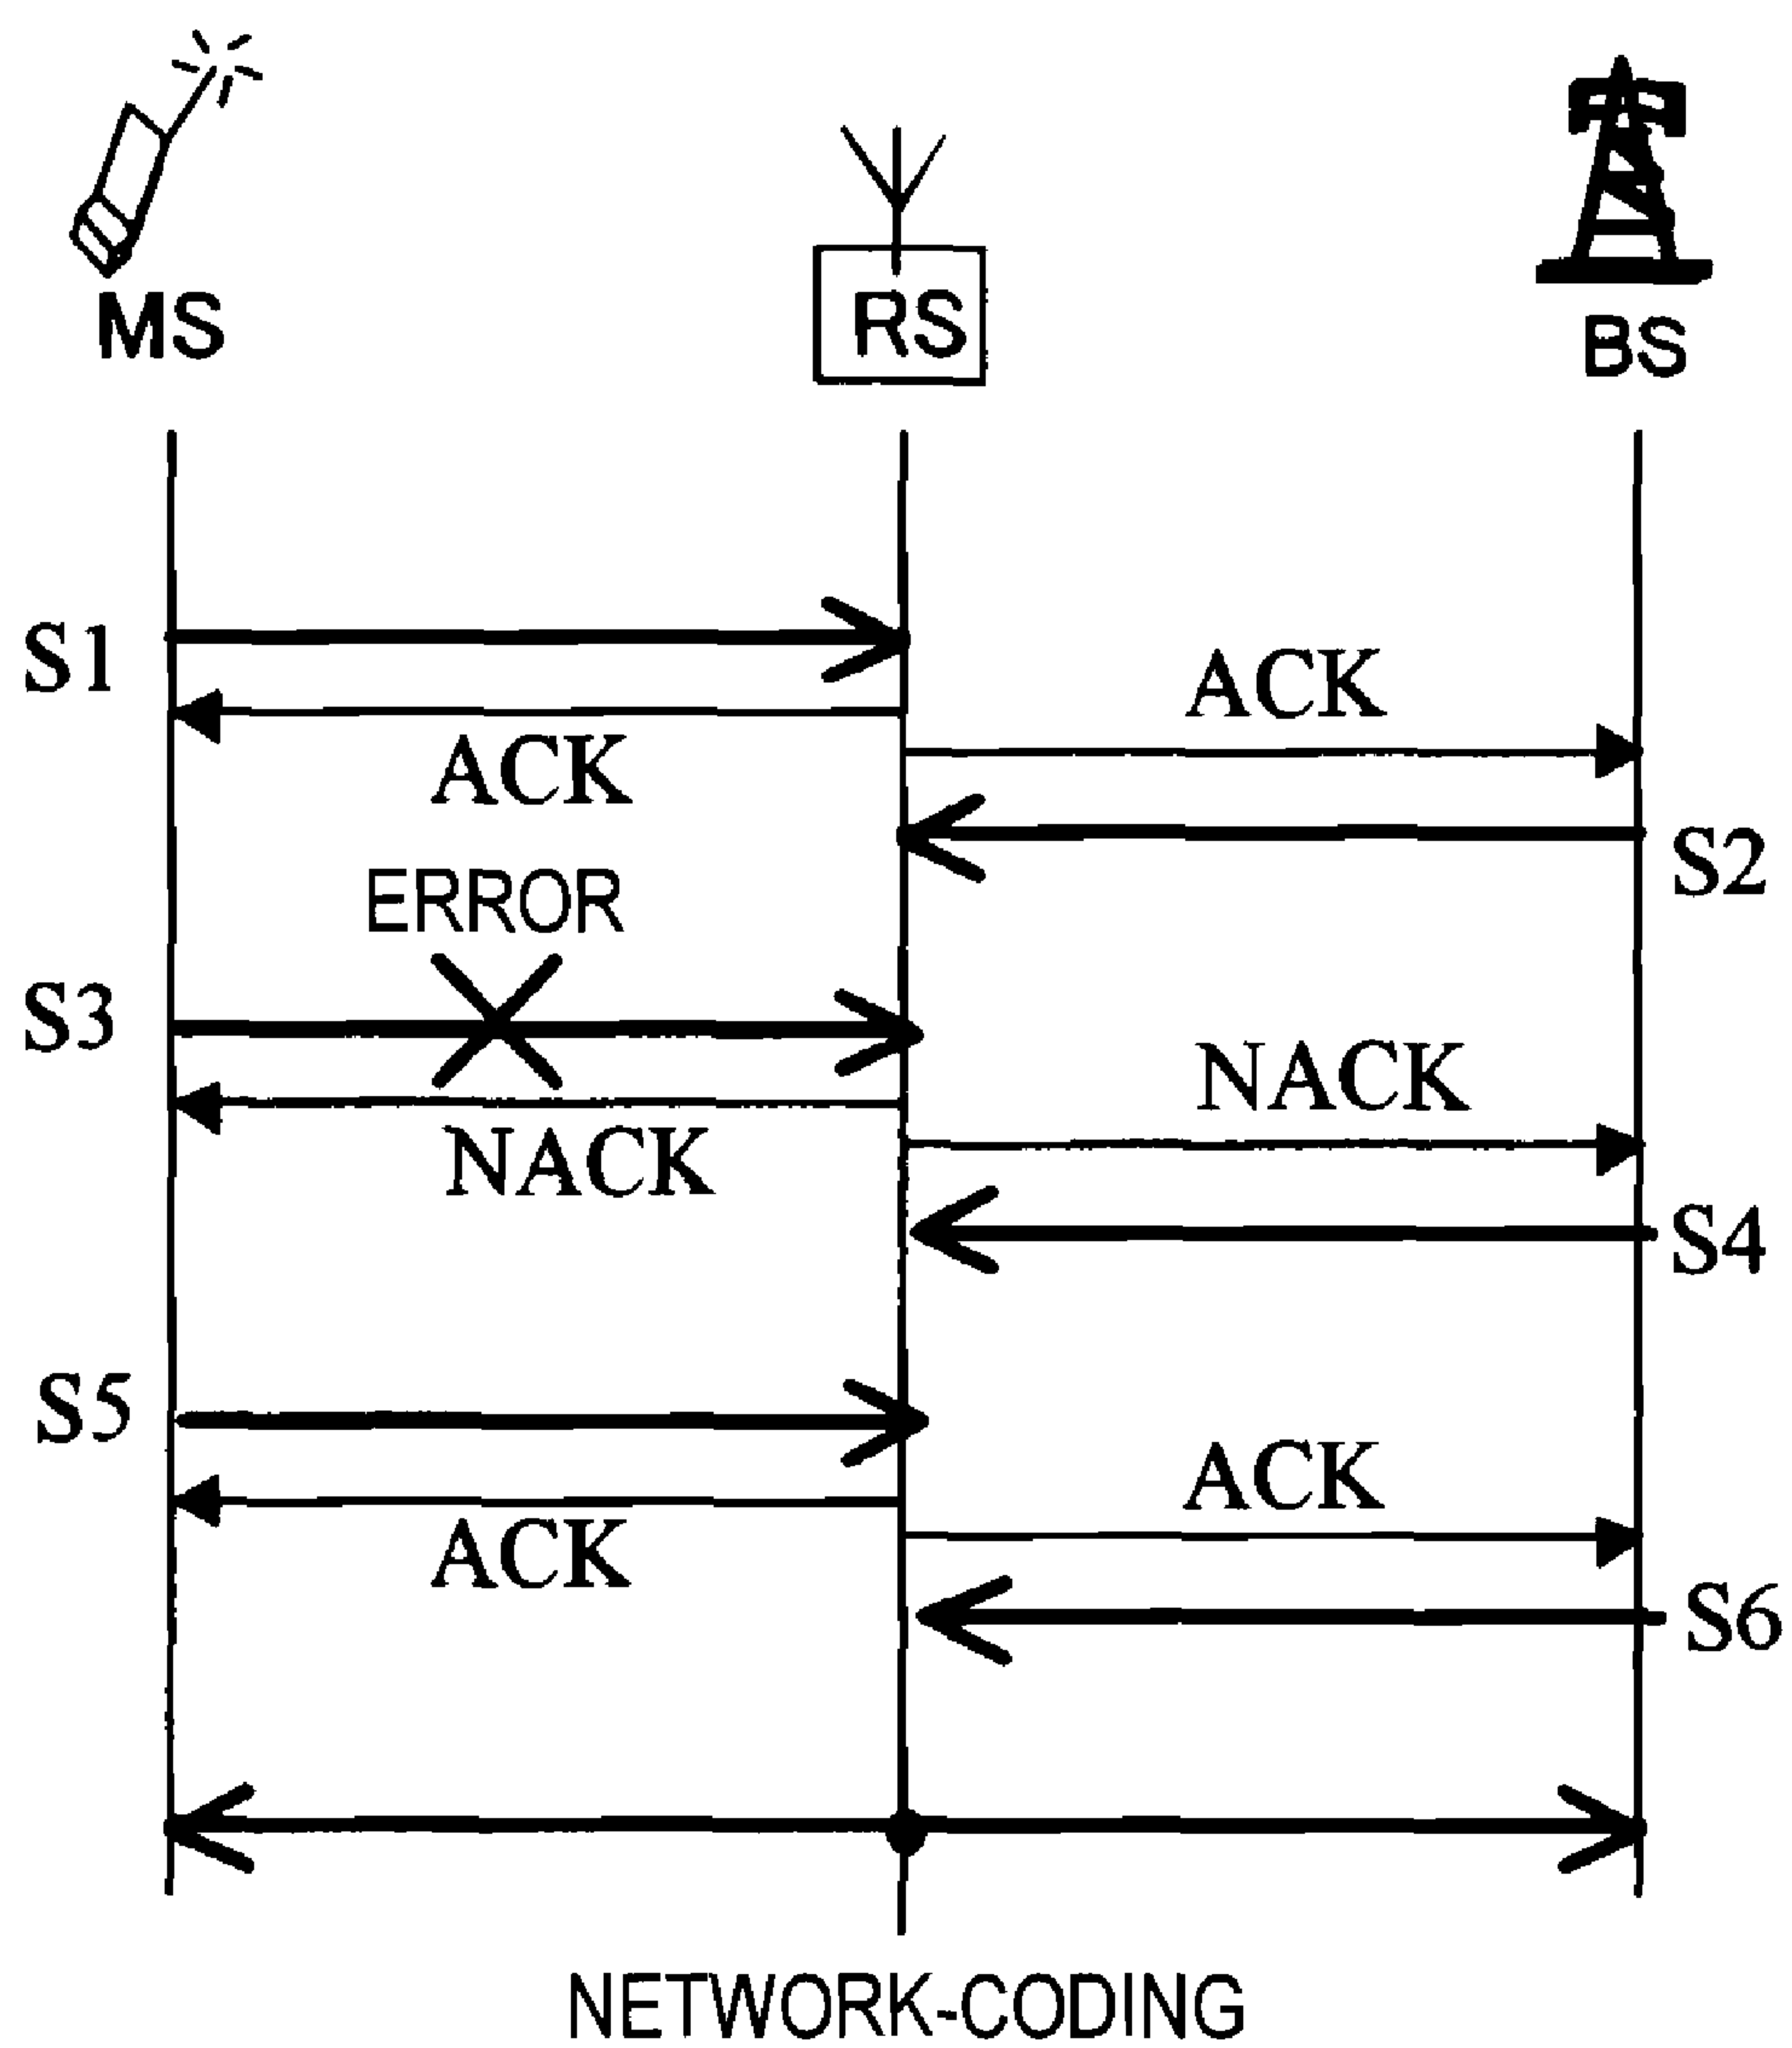 MS
RS
BS
S1
ACK
ACK
S2
ERROR
S3
NACK
NACK
S4
S5
ACK
ACK
S6
NETWORK-CODING